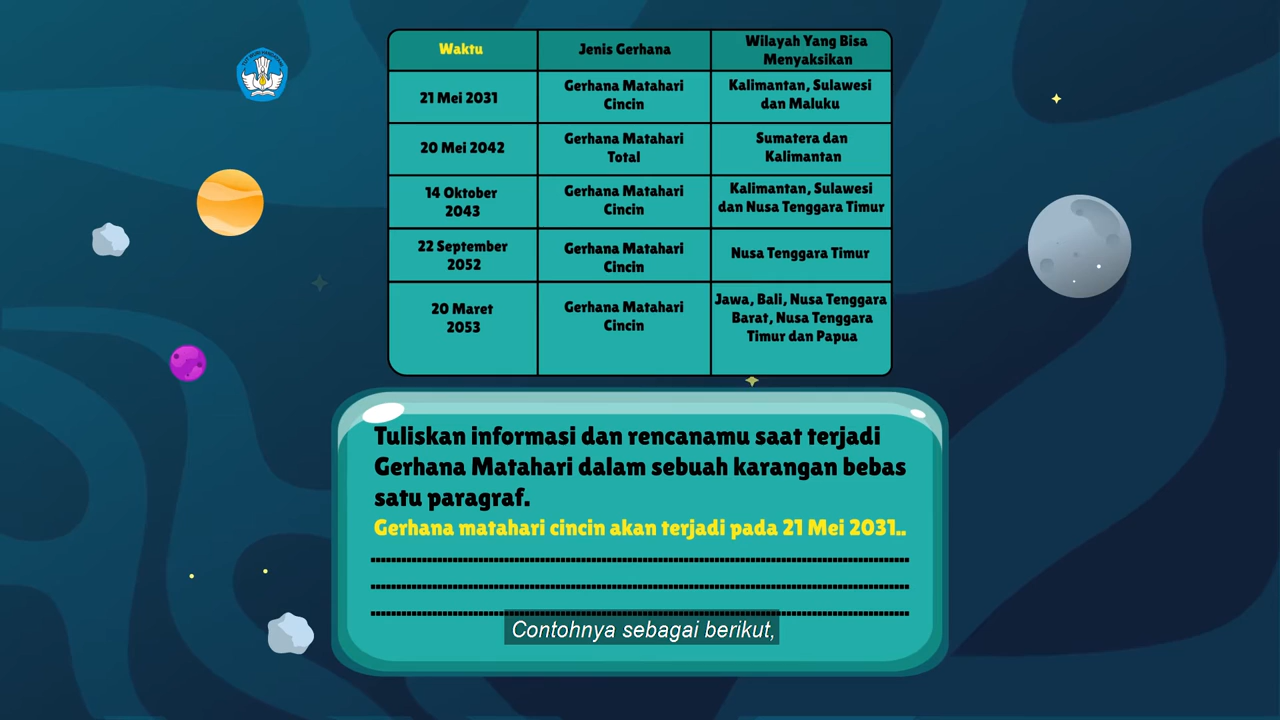 Waktu
Jenis Gerhana
Wilayah Yang Bisa
Menyaksikan
21 Mei 2031
Gerhana Matahari
Cincin
Kalimantan, Sulawesi
dan Maluku
20 Mei 2042
Gerhana Matahari
Total
Sumatera dan
Kalimantan
14 Oktober
2043
Gerhana Matahari
Cincin
Kalimantan, Sulawesi
dan Nusa Tenggara Timur
22 September
2052
Gerhana Matahari
Cincin
Nusa Tenggara Timur
20 Maret
2053
Gerhana Matahari
Cincin
Jawa, Bali, Nusa Tenggara
Barat, Nusa Tenggara
Timur dan Papua
Tuliskan informasi dan rencanamu saat terjadi
Gerhana Matahari dalam sebuah karangan bebas
satu paragraf.
Gerhana matahari cincin akan terjadi pada 21 Mei 2031..
Contohnya sebagai berikut,